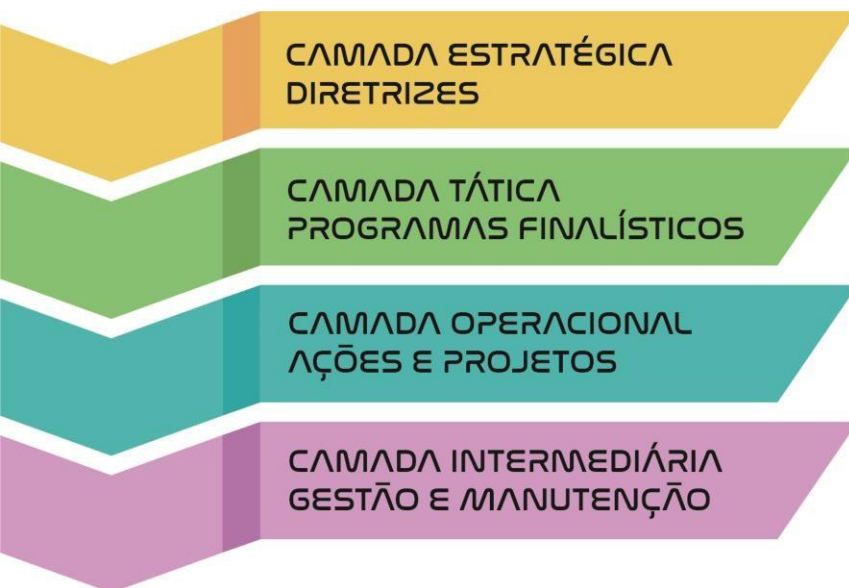 CAMADA ESTRATÉGICA
DIRETRIZES
CAMADA TÁTICA
PROGRAMAS FINALÍSTICOS
CAMADA OPERACIONAL
AÇÕES E PROJETOS
CAMADA INTERMEDIÁRIA
GESTÃO E MANUTENÇÃO